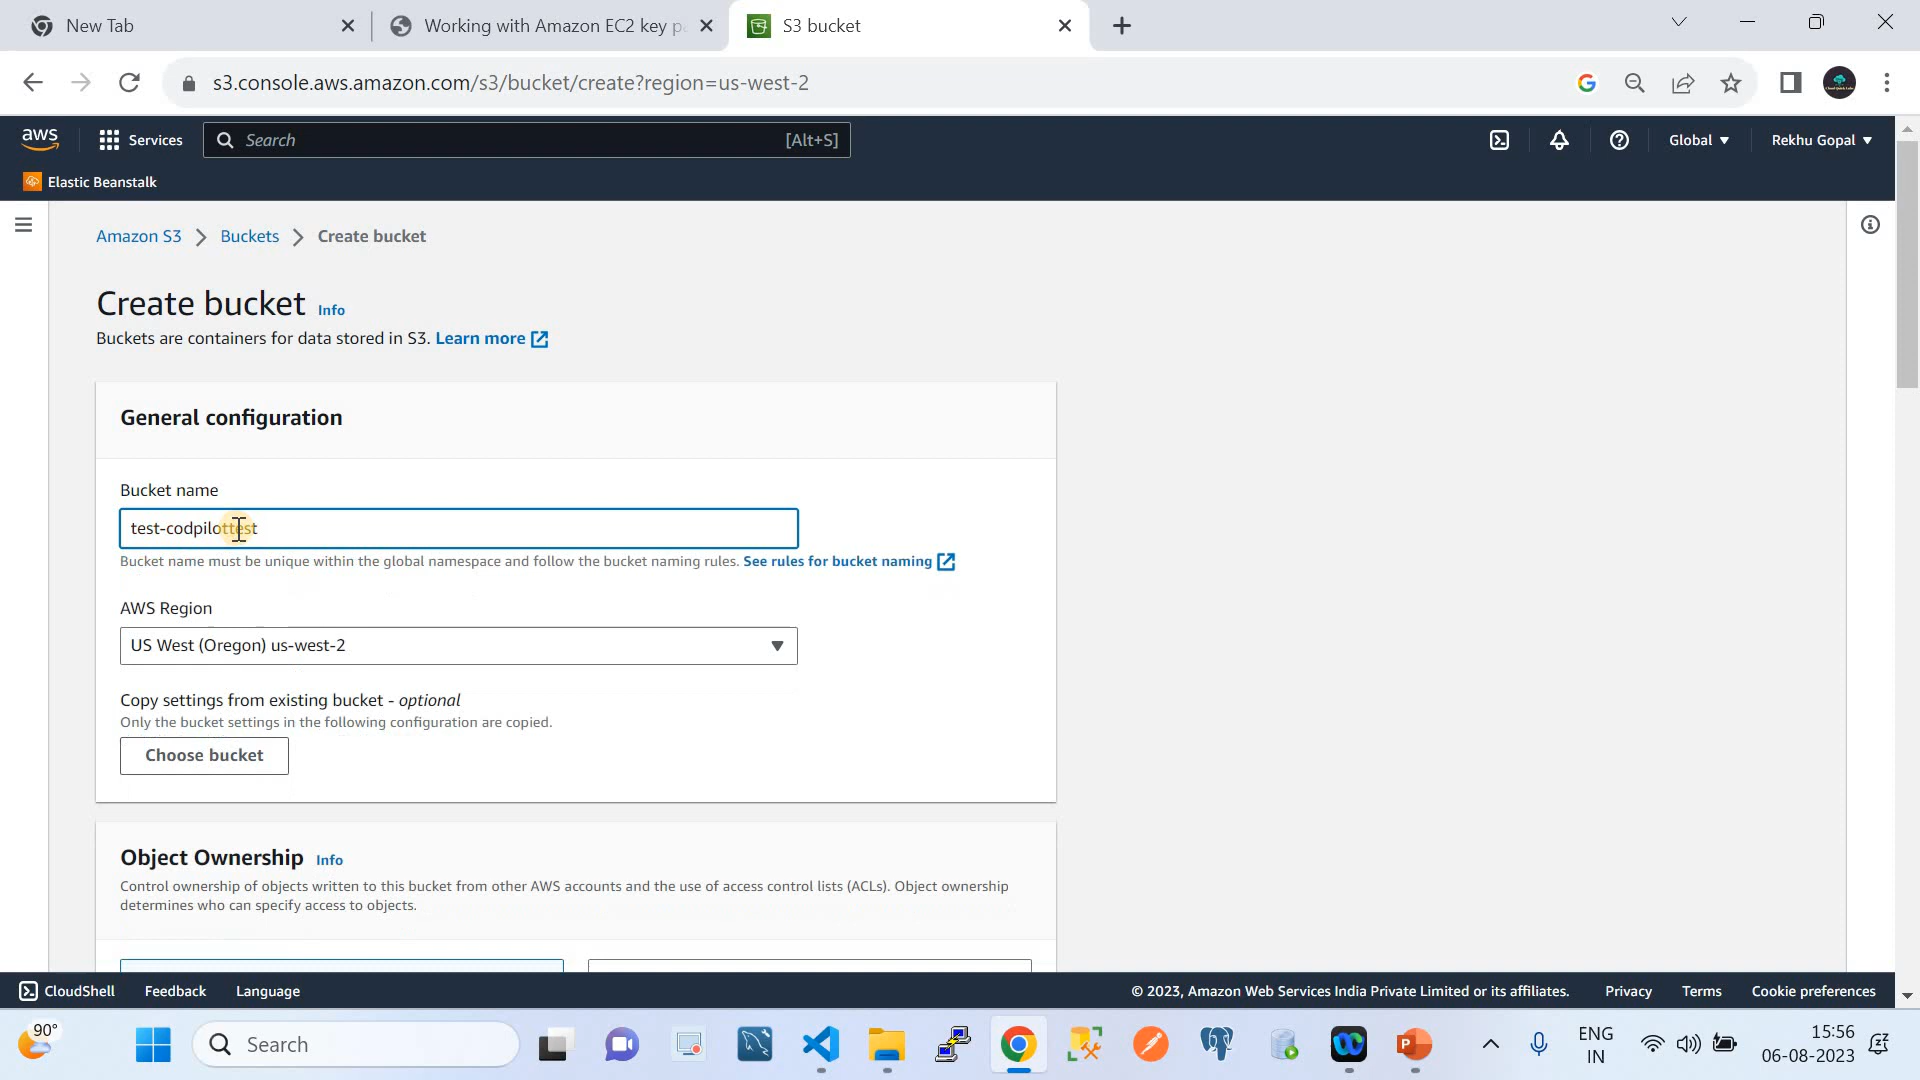 New Tab
Working with Amazon EC2 key p
S3 bucket
s3.console.aws.amazon.com/s3/bucket/create?region=us-west-2
aws
Services
Search
[Alt+S]
Global
Rekhu Gopal
Elastic Beanstalk
Amazon S3
Buckets
Create bucket
Create bucket Info
Buckets are containers for data stored in S3. Learn more
General configuration
Bucket name
test-codpilottest
Bucket name must be unique within the global namespace and follow the bucket naming rules. See rules for bucket naming
AWS Region
US West (Oregon) us-west-2
Copy settings from existing bucket - optional
Only the bucket settings in the following configuration are copied.
Choose bucket
Object Ownership Info
Control ownership of objects written to this bucket from other AWS accounts and the use of access control lists (ACLs). Object ownership
determines who can specify access to objects.
CloudShell
Feedback
Language
© 2023, Amazon Web Services India Private Limited or its affiliates.
Privacy
Terms
Cookie preferences
90°
Search
ENG
IN
15:56
06-08-2023